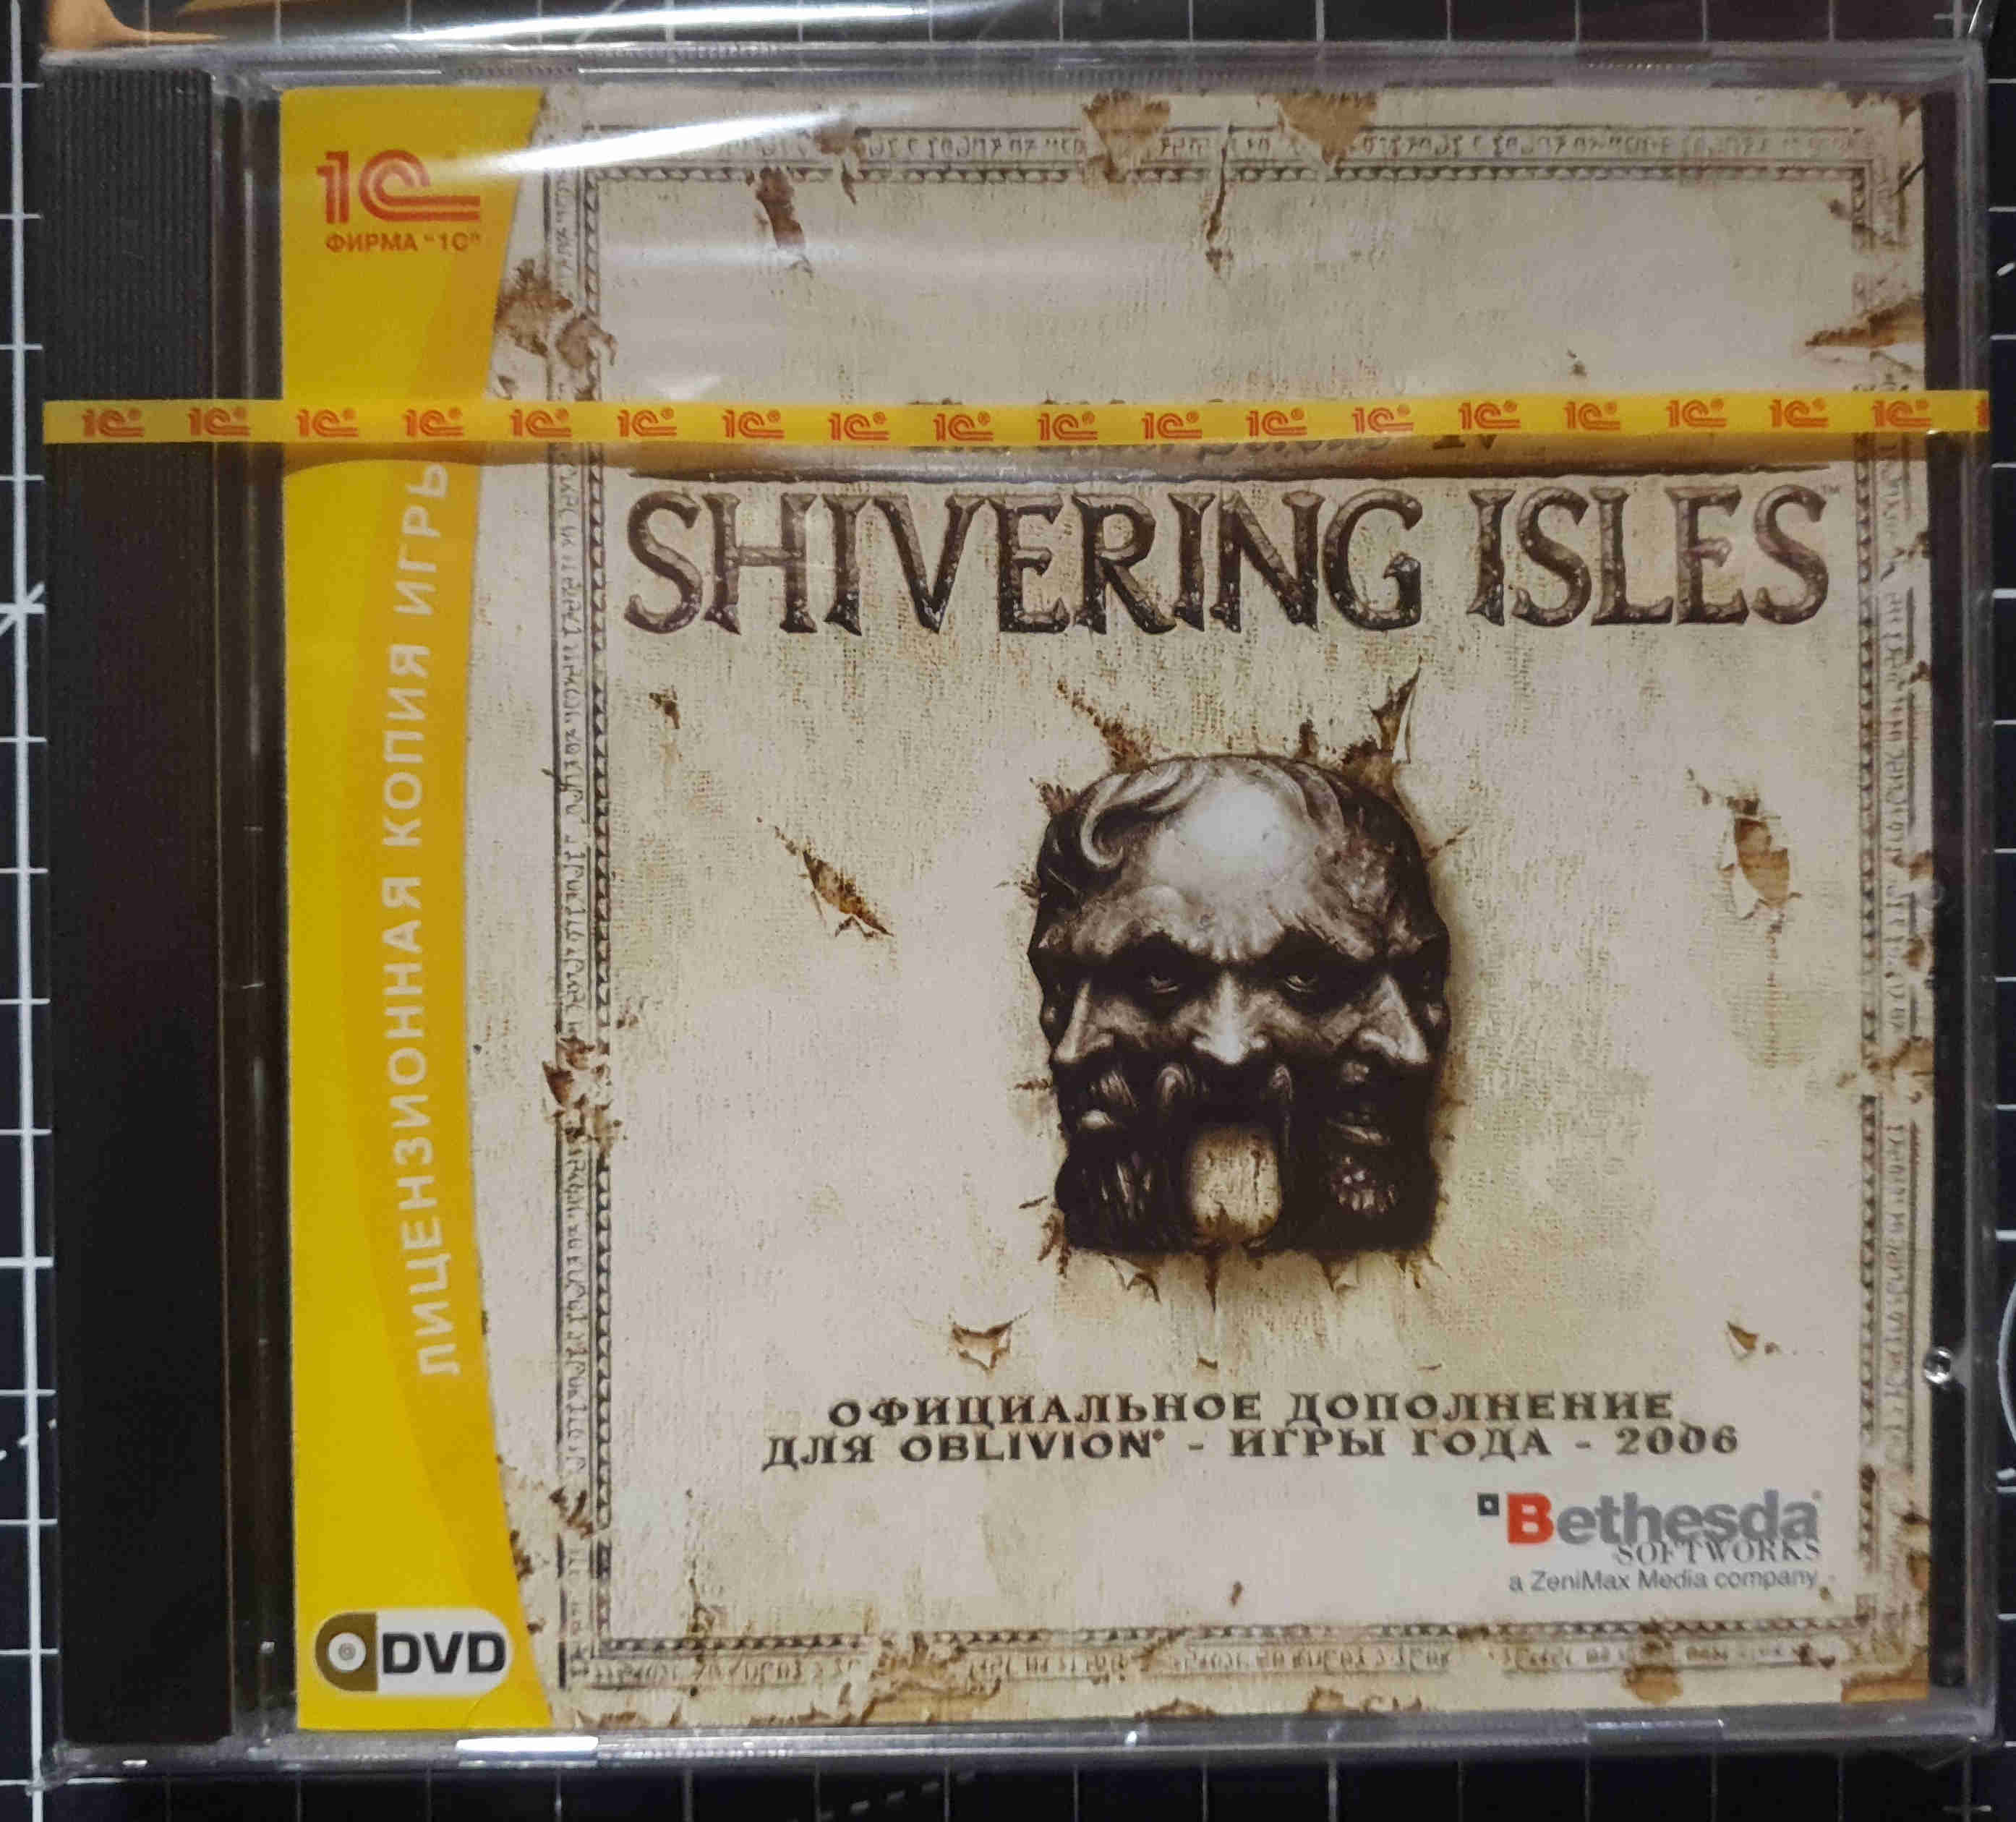 1С
ФИРМА "1С"
1С® 1С® 1С® 1С® 1С® 1С® 1С® 1С® 1С® 1С® 1С® 1С® 1С® 1С® 1С® 1С® 1С®
IV
SHIVERING ISLES
ЛИЦЕНЗИОННАЯ КОПИЯ ИГРЫ
ОФИЦИАЛЬНОЕ ДОПОЛНЕНИЕ
ДЛЯ OBLIVION® - ИГРЫ ГОДА - 2006
Bethesda®
SOFTWORKS
a ZeniMax Media company
DVD